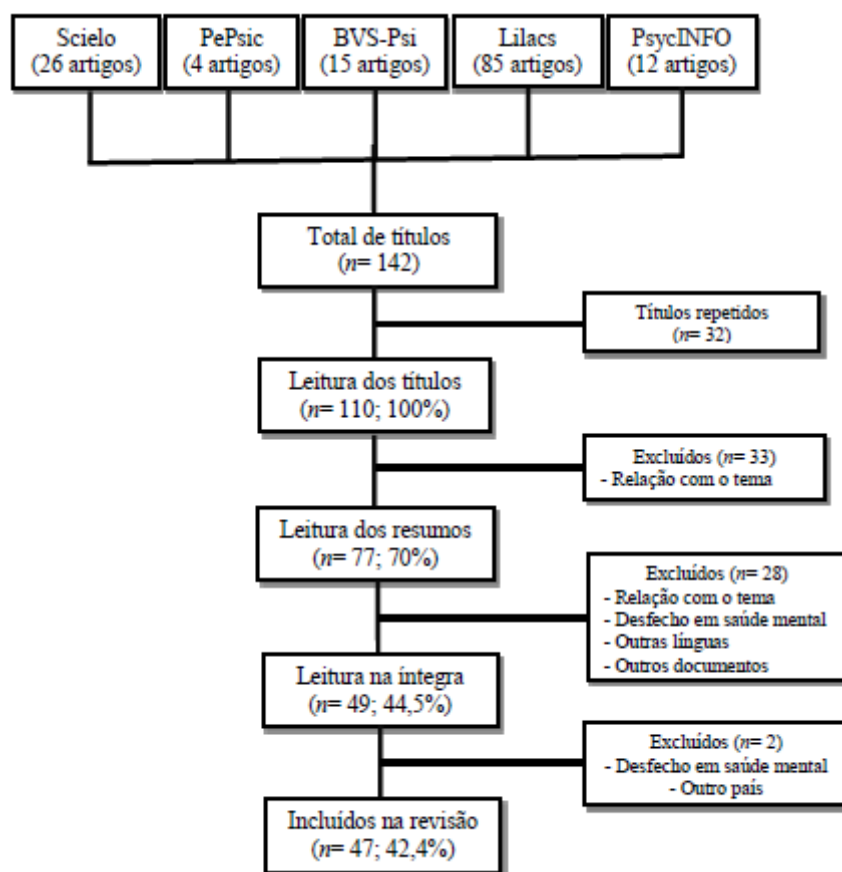 Scielo
(26 artigos)
PePsic
(4 artigos)
BVS-Psi
(15 artigos)
Lilacs
(85 artigos)
PsycINFO
(12 artigos)
Total de títulos
(n= 142)
Títulos repetidos
(n= 32)
Leitura dos títulos
(n= 110; 100%)
Excluídos (n= 33)
- Relação com o tema
Leitura dos resumos
(n= 77; 70%)
Excluídos (n= 28)
- Relação com o tema
- Desfecho em saúde mental
- Outras línguas
- Outros documentos
Leitura na íntegra
(n= 49; 44,5%)
Excluídos (n= 2)
- Desfecho em saúde mental
- Outro país
Incluídos na revisão
(n= 47; 42,4%)